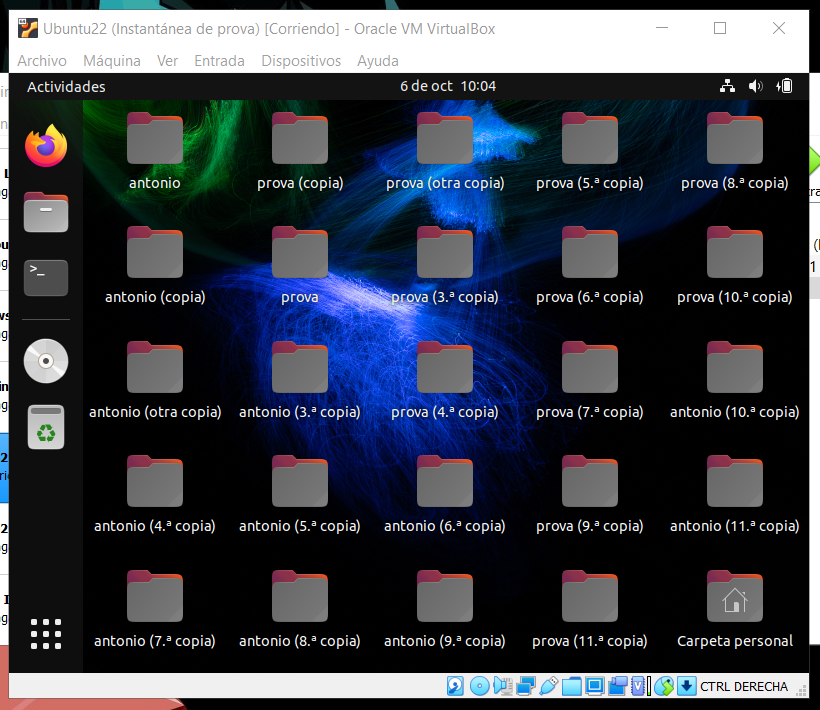 Ubuntu22 (Instantánea de prova) [Corriendo] - Oracle VM VirtualBox
Archivo Máquina Ver Entrada Dispositivos Ayuda
Actividades 6 de oct 10:04
antonio prova (copia) prova (otra copia) prova (5.ª copia) prova (8.ª copia)
antonio (copia) prova prova (3.ª copia) prova (6.ª copia) prova (10.ª copia)
antonio (otra copia) antonio (3.ª copia) prova (4.ª copia) prova (7.ª copia) antonio (10.ª copia)
antonio (4.ª copia) antonio (5.ª copia) antonio (6.ª copia) prova (9.ª copia) antonio (11.ª copia)
antonio (7.ª copia) antonio (8.ª copia) antonio (9.ª copia) prova (11.ª copia) Carpeta personal
CTRL DERECHA